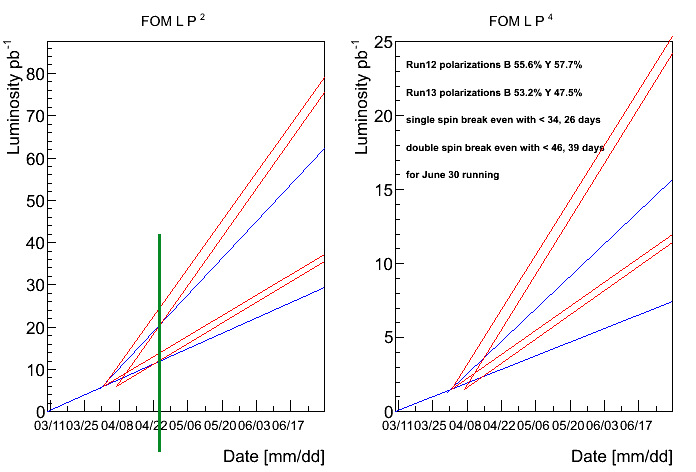 FOM L P 2
Luminosity pb-1
80
70
60
50
40
30
20
10
0
03/11 03/25 04/08 04/22 05/06 05/20 06/03 06/17
Date [mm/dd]
FOM L P 4
Luminosity pb-1
25
20
15
10
5
0
Run12 polarizations B 55.6% Y 57.7%
Run13 polarizations B 53.2% Y 47.5%
single spin break even with < 34, 26 days
double spin break even with < 46, 39 days
for June 30 running
03/11 03/25 04/08 04/22 05/06 05/20 06/03 06/17
Date [mm/dd]